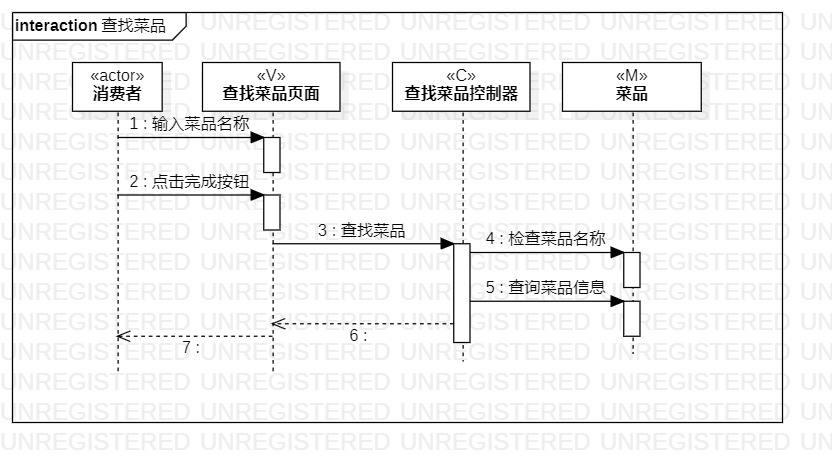 interaction 查找菜品
«actor»
消费者
«V»
查找菜品页面
«C»
查找菜品控制器
«M»
菜品
1 : 输入菜品名称
2 : 点击完成按钮
3 : 查找菜品
4 : 检查菜品名称
5 : 查询菜品信息
6 :
7 :
UNREGISTERED UNREGISTERED UNREGISTERED UNREGISTERED UN